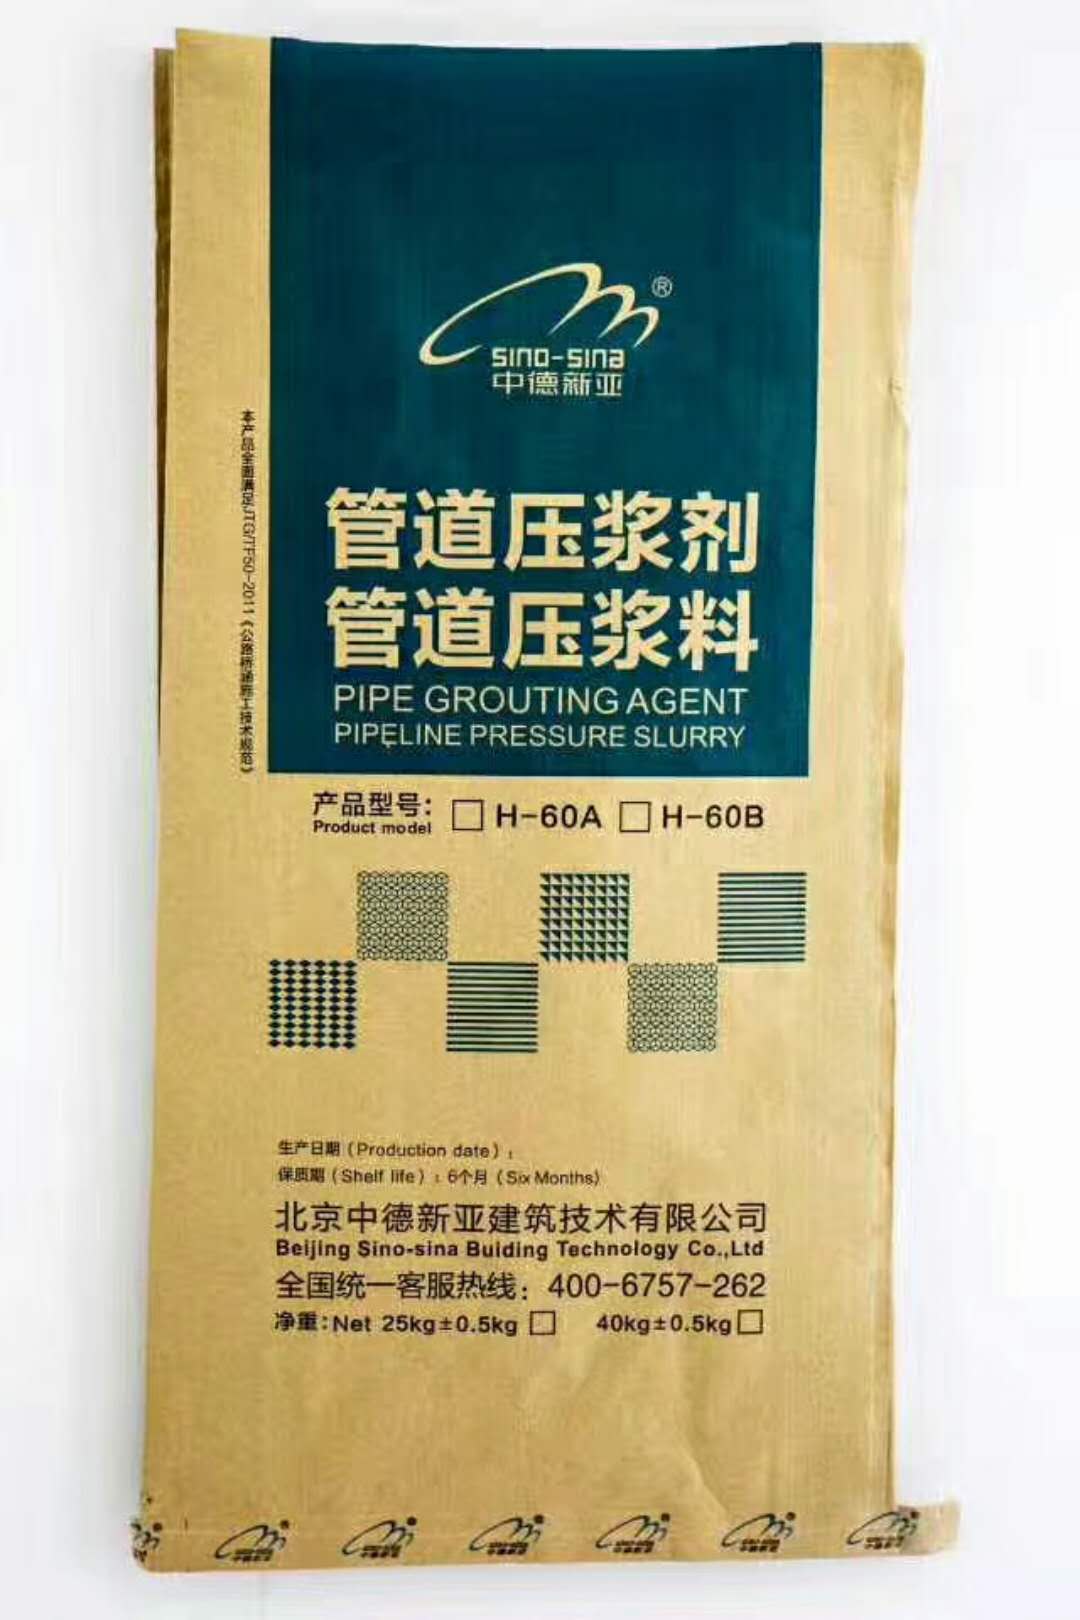 sino-sina®
中德新亚
管道压浆剂
管道压浆料
PIPE GROUTING AGENT
PIPELINE PRESSURE SLURRY
本产品全面满足JTG/TF50-2011《公路桥涵施工技术规范》
产品型号： □ H-60A □ H-60B
Product model
生产日期（Production date）：
保质期（Shelf life）：6个月（Six Months）
北京中德新亚建筑技术有限公司
Beijing Sino-sina Buiding Technology Co.,Ltd
全国统一客服热线：400-6757-262
净重：Net 25kg±0.5kg □ 40kg±0.5kg □